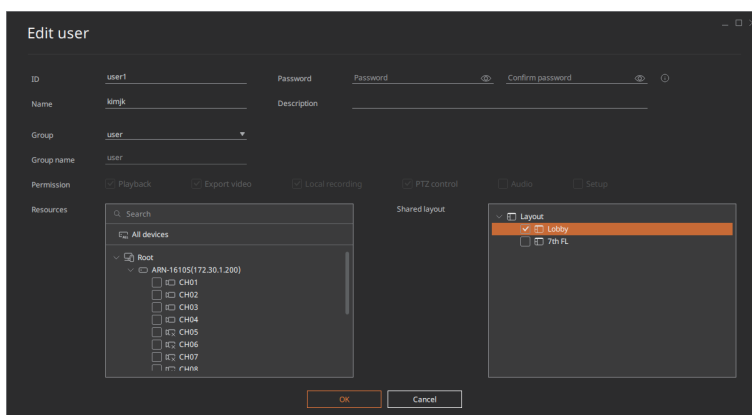 Edit user
ID user1 Password Password Confirm password
Name kimjk Description
Group user
Group name user
Permission Playback Export video Local recording PTZ control Audio Setup
Resources Search Shared layout Layout
All devices Lobby
Root 7th FL
ARN-1610S(172.30.1.200)
CH01
CH02
CH03
CH04
CH05
CH06
CH07
CH08
OK Cancel